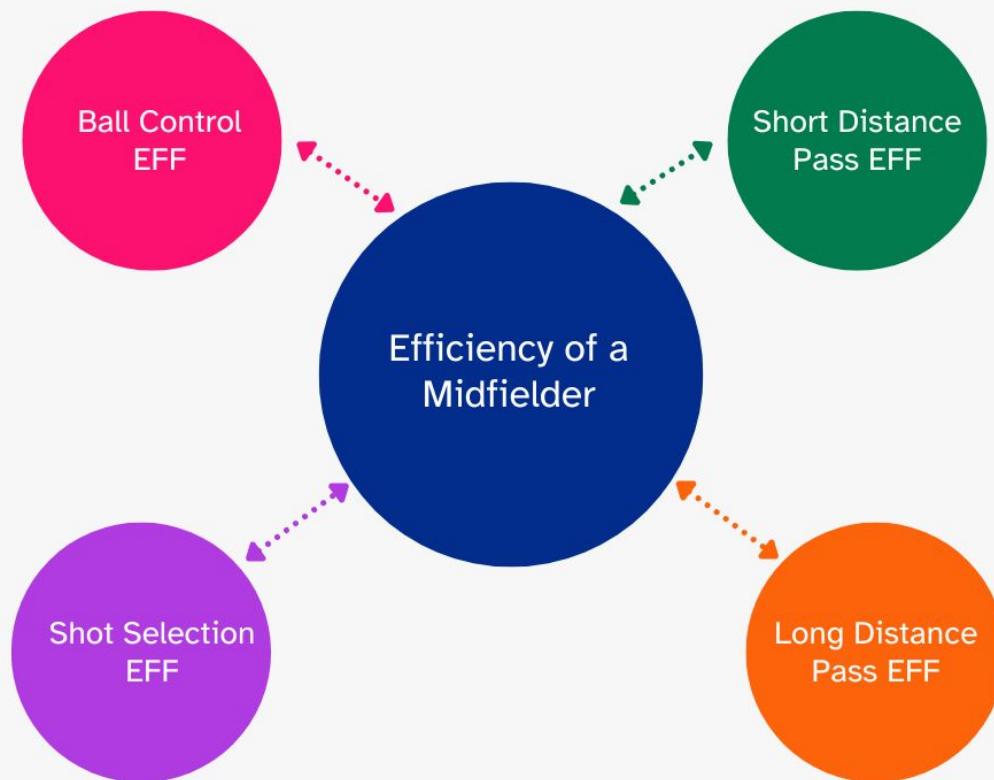 Ball Control
EFF
Short Distance
Pass EFF
Efficiency of a
Midfielder
Shot Selection
EFF
Long Distance
Pass EFF